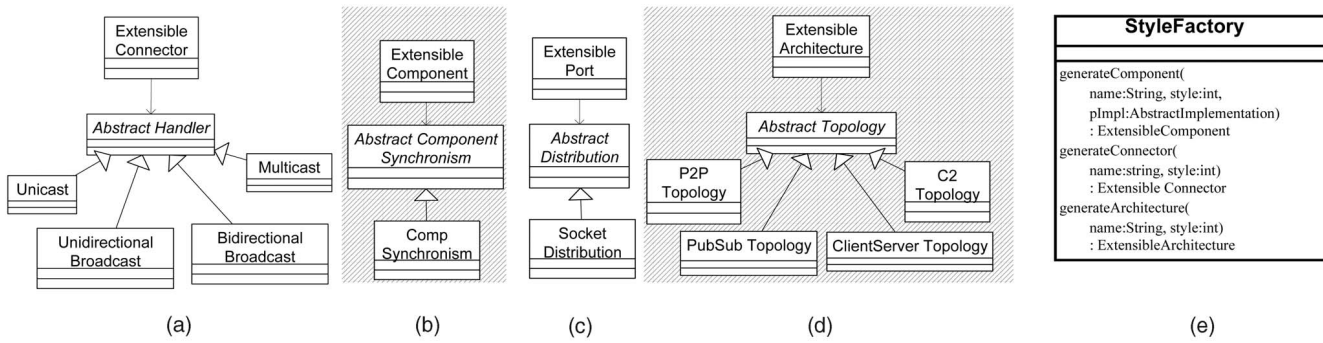 Extensible
Connector
Abstract Handler
Unicast
Multicast
Unidirectional
Broadcast
Bidirectional
Broadcast
(a)
Extensible
Component
Abstract Component
Synchronism
Comp
Synchronism
(b)
Extensible
Port
Abstract
Distribution
Socket
Distribution
(c)
Extensible
Architecture
Abstract Topology
P2P
Topology
C2
Topology
PubSub Topology
ClientServer Topology
(d)
StyleFactory
generateComponent(
name:String, style:int,
pImpl:AbstractImplementation)
: ExtensibleComponent
generateConnector(
name:string, style:int)
: Extensible Connector
generateArchitecture(
name:String, style:int)
: ExtensibleArchitecture
(e)